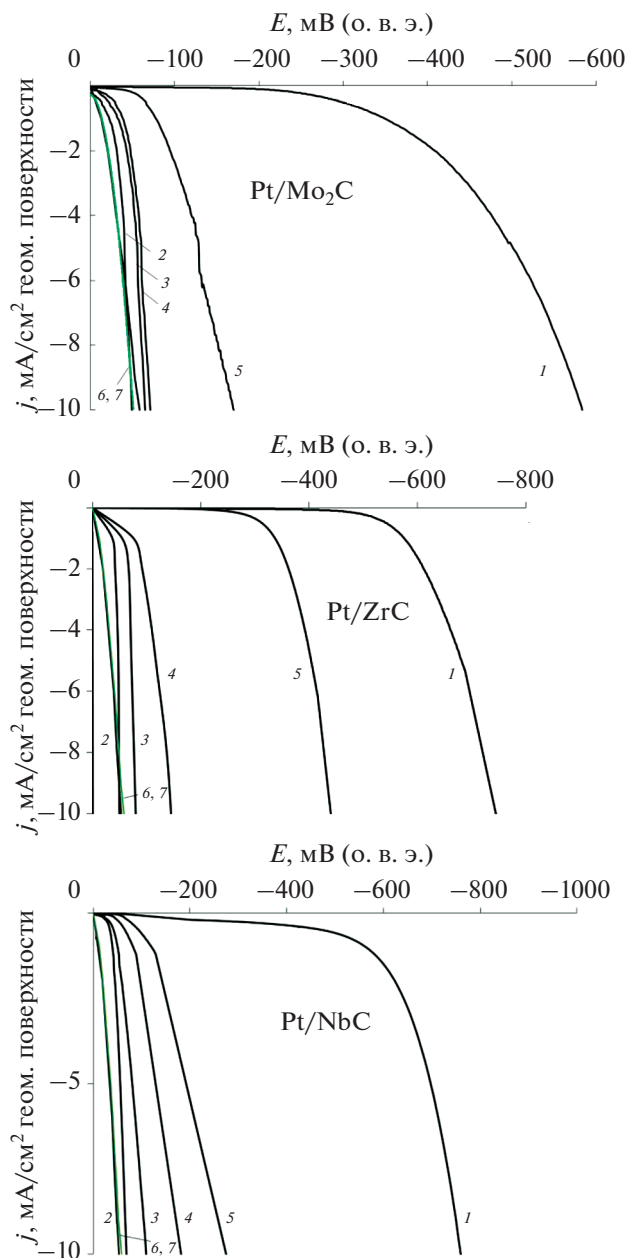 E, мВ (о. в. э.)
0 −100 −200 −300 −400 −500 −600
j, мА/см² геом. поверхности
−2
−4
−6
−8
−10
Pt/Mo₂C
2
3
4
6, 7
5
1
E, мВ (о. в. э.)
0 −200 −400 −600 −800
j, мА/см² геом. поверхности
−2
−4
−6
−8
−10
Pt/ZrC
4
5
1
2
3
6, 7
E, мВ (о. в. э.)
0 −200 −400 −600 −800 −1000
j, мА/см² геом. поверхности
−5
−10
Pt/NbC
2
6, 7
3
4
5
1